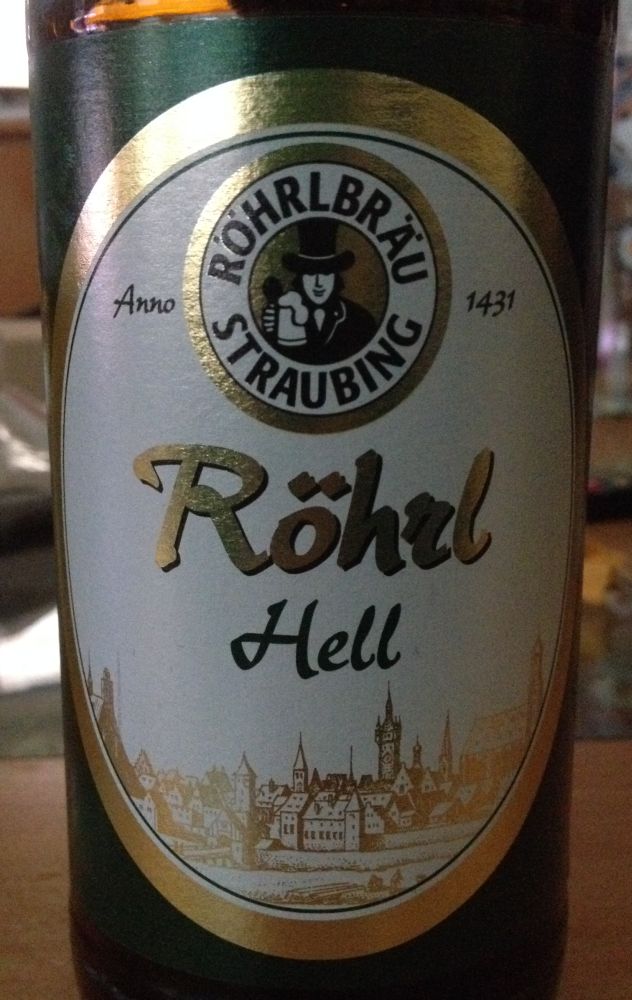 RÖHRLBRÄU
STRAUBING
Anno 1431
Röhrl
Hell